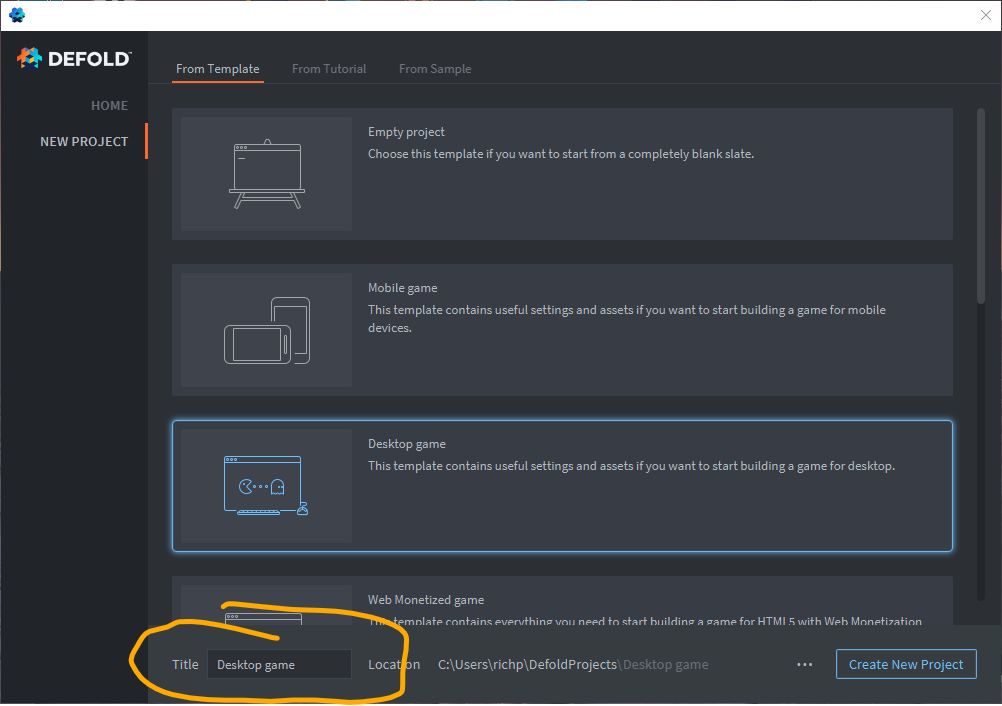 DEFOLD™
HOME
NEW PROJECT
From Template From Tutorial From Sample
Empty project
Choose this template if you want to start from a completely blank slate.
Mobile game
This template contains useful settings and assets if you want to start building a game for mobile
devices.
Desktop game
This template contains useful settings and assets if you want to start building a game for desktop.
Web Monetized game
This template contains everything you need to start building a game for HTML5 with Web Monetization
Title Desktop game Location C:\Users\richp\DefoldProjects\Desktop game ••• Create New Project